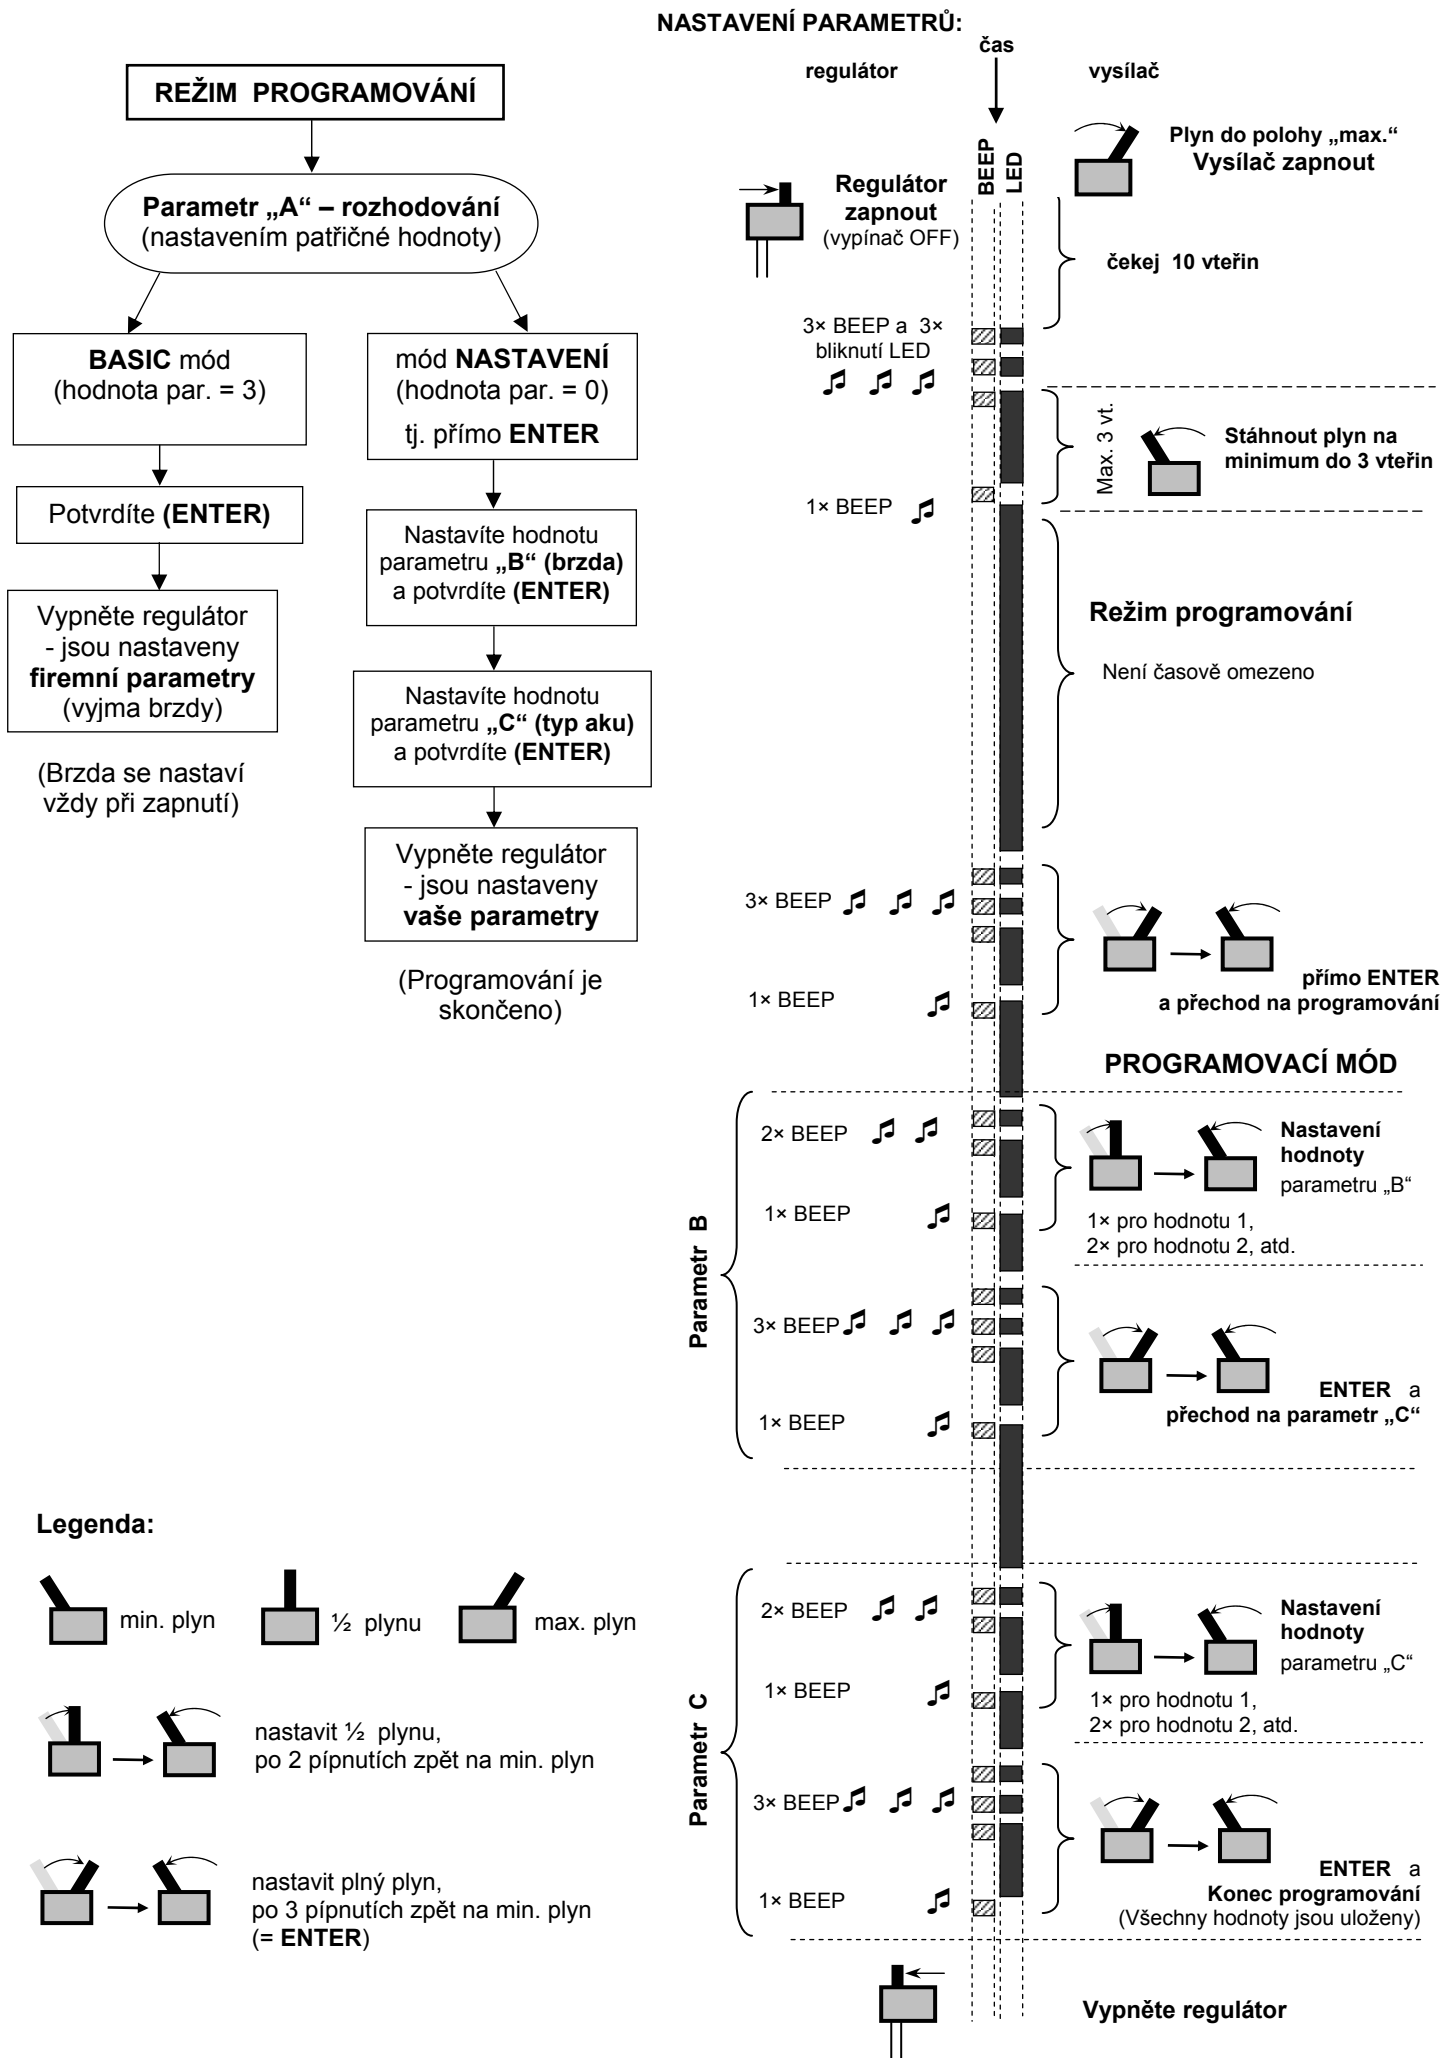 NASTAVENÍ PARAMETRŮ:
REŽIM PROGRAMOVÁNÍ
Parametr „A“ – rozhodování
(nastavením patřičné hodnoty)
BASIC mód
(hodnota par. = 3)
Potvrdíte (ENTER)
Vypněte regulátor
- jsou nastaveny
firemní parametry
(vyjma brzdy)
(Brzda se nastaví
vždy při zapnutí)
mód NASTAVENÍ
(hodnota par. = 0)
tj. přímo ENTER
Nastavíte hodnotu
parametru „B“ (brzda)
a potvrdíte (ENTER)
Nastavíte hodnotu
parametru „C“ (typ aku)
a potvrdíte (ENTER)
Vypněte regulátor
- jsou nastaveny
vaše parametry
(Programování je
skončeno)
Legenda:
min. plyn
½ plynu
max. plyn
nastavit ½ plynu,
po 2 pípnutích zpět na min. plyn
nastavit plný plyn,
po 3 pípnutích zpět na min. plyn
(= ENTER)
regulátor
čas
vysílač
BEEP
LED
Plyn do polohy „max.“
Vysílač zapnout
Regulátor
zapnout
(vypínač OFF)
čekej 10 vteřin
3× BEEP a 3×
bliknutí LED
Max. 3 vt.
Stáhnout plyn na
minimum do 3 vteřin
1× BEEP
Režim programování
Není časově omezeno
3× BEEP
1× BEEP
přímo ENTER
a přechod na programování
PROGRAMOVACÍ MÓD
Parametr B
2× BEEP
Nastavení
hodnoty
parametru „B“
1× BEEP
1× pro hodnotu 1,
2× pro hodnotu 2, atd.
3× BEEP
1× BEEP
ENTER a
přechod na parametr „C“
Parametr C
2× BEEP
Nastavení
hodnoty
parametru „C“
1× BEEP
1× pro hodnotu 1,
2× pro hodnotu 2, atd.
3× BEEP
1× BEEP
ENTER a
Konec programování
(Všechny hodnoty jsou uloženy)
Vypněte regulátor